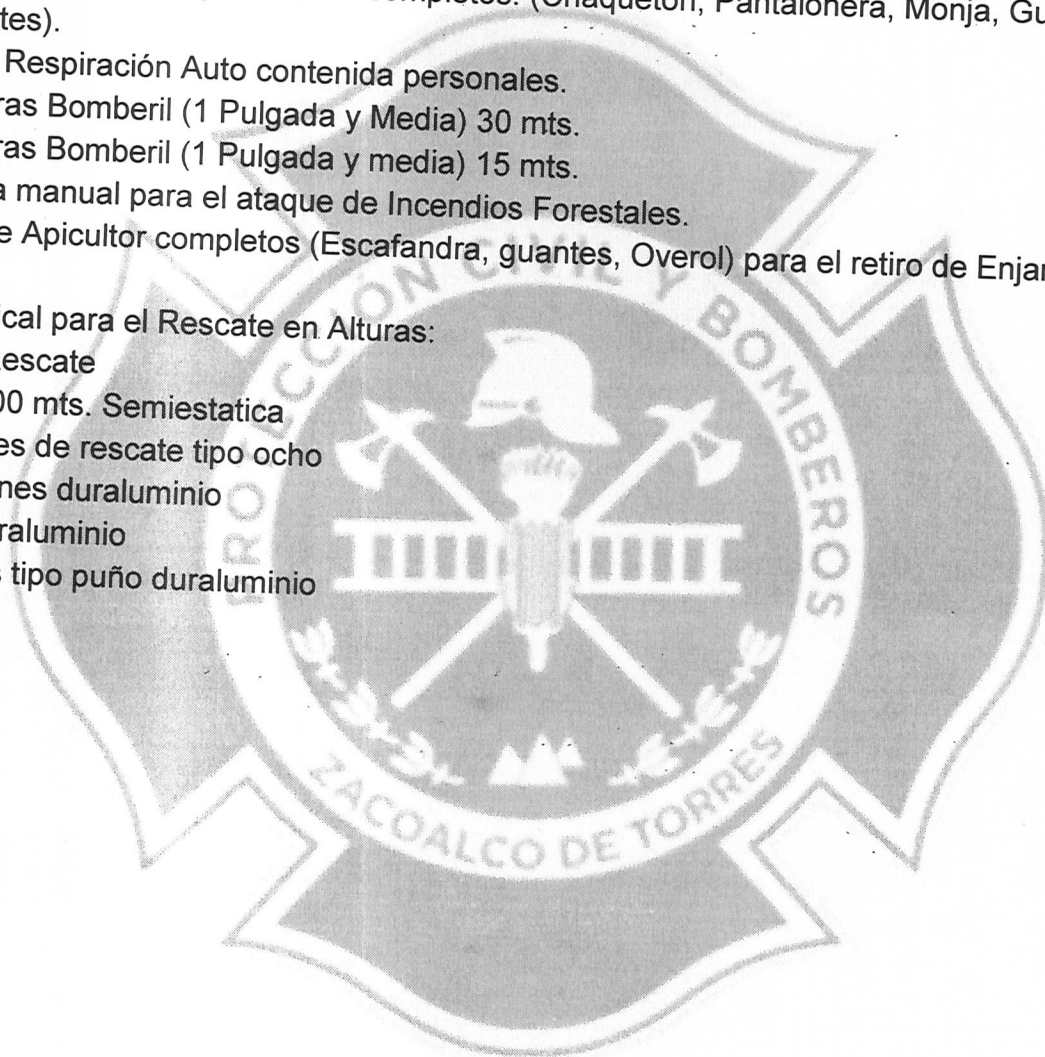 Chaquetón, Pantalonera, Monja, Gu
tes).
Respiración Auto contenida personales.
ras Bomberil (1 Pulgada y Media) 30 mts.
ras Bomberil (1 Pulgada y media) 15 mts.
a manual para el ataque de Incendios Forestales.
e Apicultor completos (Escafandra, guantes, Overol) para el retiro de Enjar
ical para el Rescate en Alturas:
escate
00 mts. Semiestatica
es de rescate tipo ocho
nes duraluminio
raluminio
s tipo puño duraluminio
PROTECCIÓN CIVIL Y BOMBEROS
ZACOALCO DE TORRES